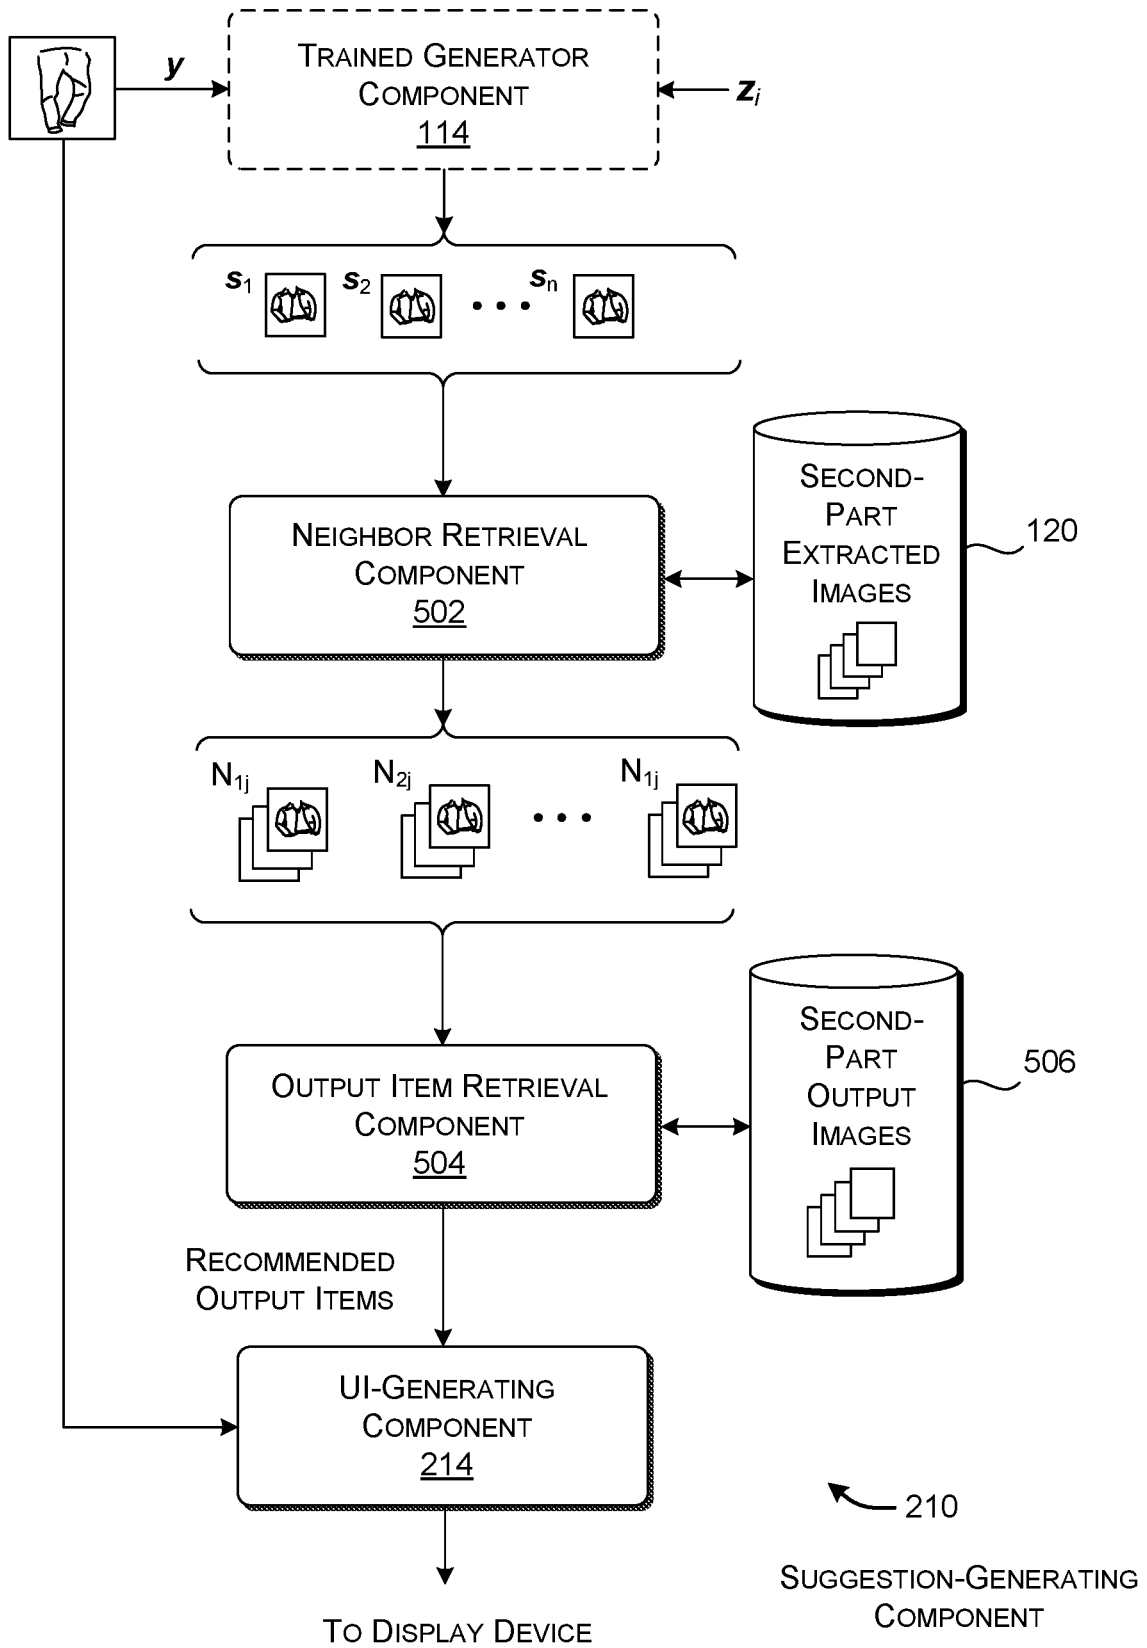 y
TRAINED GENERATOR
COMPONENT
114
zi
s1
s2
• • •
sn
NEIGHBOR RETRIEVAL
COMPONENT
502
SECOND-
PART
EXTRACTED
IMAGES
120
N1j
N2j
• • •
N1j
OUTPUT ITEM RETRIEVAL
COMPONENT
504
SECOND-
PART
OUTPUT
IMAGES
506
RECOMMENDED
OUTPUT ITEMS
UI-GENERATING
COMPONENT
214
210
SUGGESTION-GENERATING
COMPONENT
TO DISPLAY DEVICE